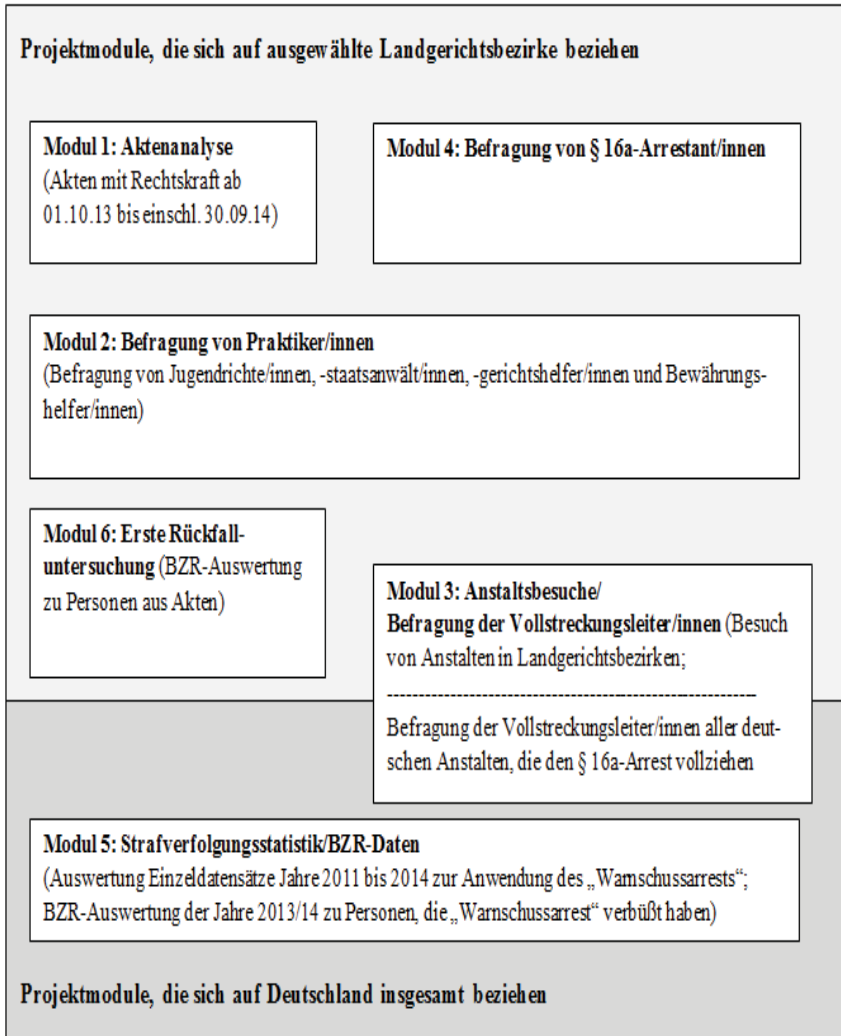 Projektmodule, die sich auf ausgewählte Landgerichtsbezirke beziehen
Modul 1: Aktenanalyse
(Akten mit Rechtskraft ab
01.10.13 bis einschl. 30.09.14)
Modul 4: Befragung von § 16a-Arrestant/innen
Modul 2: Befragung von Praktiker/innen
(Befragung von Jugendrichte/innen, -staatsanwält/innen, -gerichtshelfer/innen und Bewährungs-
helfer/innen)
Modul 6: Erste Rückfall-
untersuchung (BZR-Auswertung
zu Personen aus Akten)
Modul 3: Anstaltsbesuche/
Befragung der Vollstreckungsleiter/innen (Besuch
von Anstalten in Landgerichtsbezirken;
-----------------------------------------------------------
Befragung der Vollstreckungsleiter/innen aller deut-
schen Anstalten, die den § 16a-Arrest vollziehen
Modul 5: Strafverfolgungsstatistik/BZR-Daten
(Auswertung Einzeldatensätze Jahre 2011 bis 2014 zur Anwendung des „Warnschussarrests“;
BZR-Auswertung der Jahre 2013/14 zu Personen, die „Warnschussarrest“ verbüßt haben)
Projektmodule, die sich auf Deutschland insgesamt beziehen